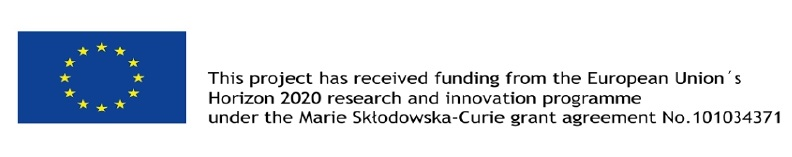 This project has received funding from the European Union´s
Horizon 2020 research and innovation programme
under the Marie Skłodowska-Curie grant agreement No.101034371